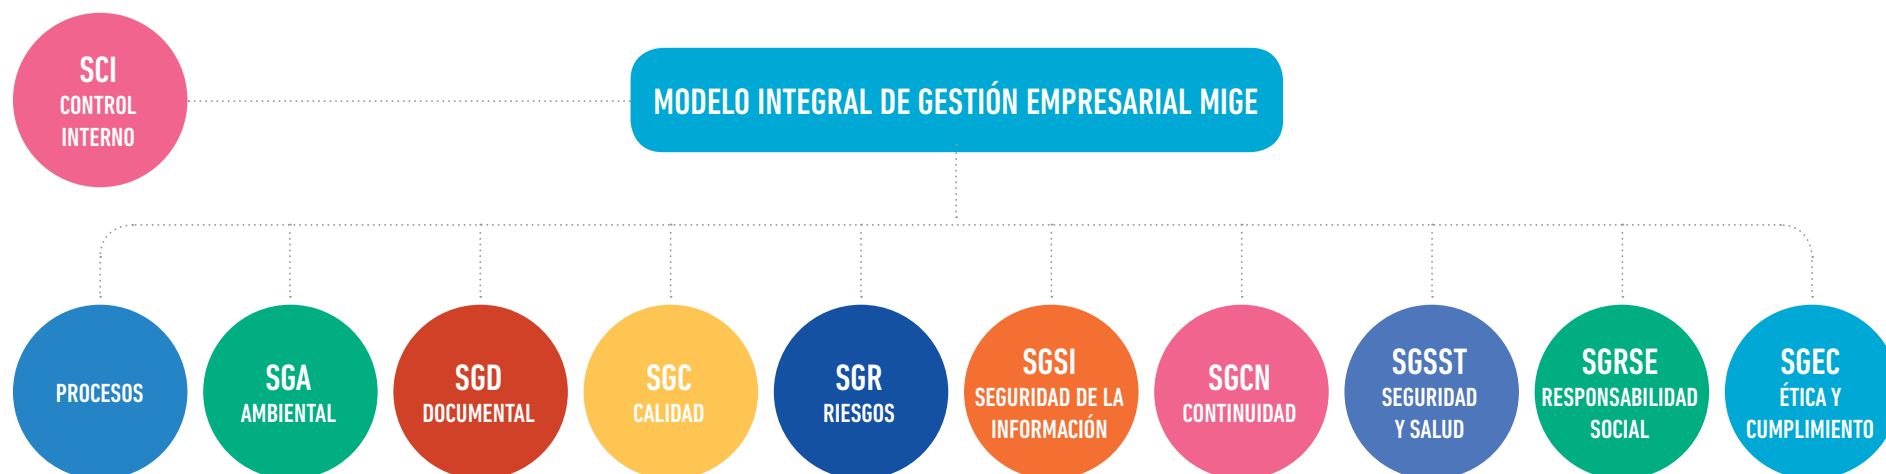 SCI
CONTROL
INTERNO
MODELO INTEGRAL DE GESTIÓN EMPRESARIAL MIGE
PROCESOS
SGA
AMBIENTAL
SGD
DOCUMENTAL
SGC
CALIDAD
SGR
RIESGOS
SGSI
SEGURIDAD DE LA
INFORMACIÓN
SGCN
CONTINUIDAD
SGSST
SEGURIDAD
Y SALUD
SGRSE
RESPONSABILIDAD
SOCIAL
SGEC
ÉTICA Y
CUMPLIMIENTO